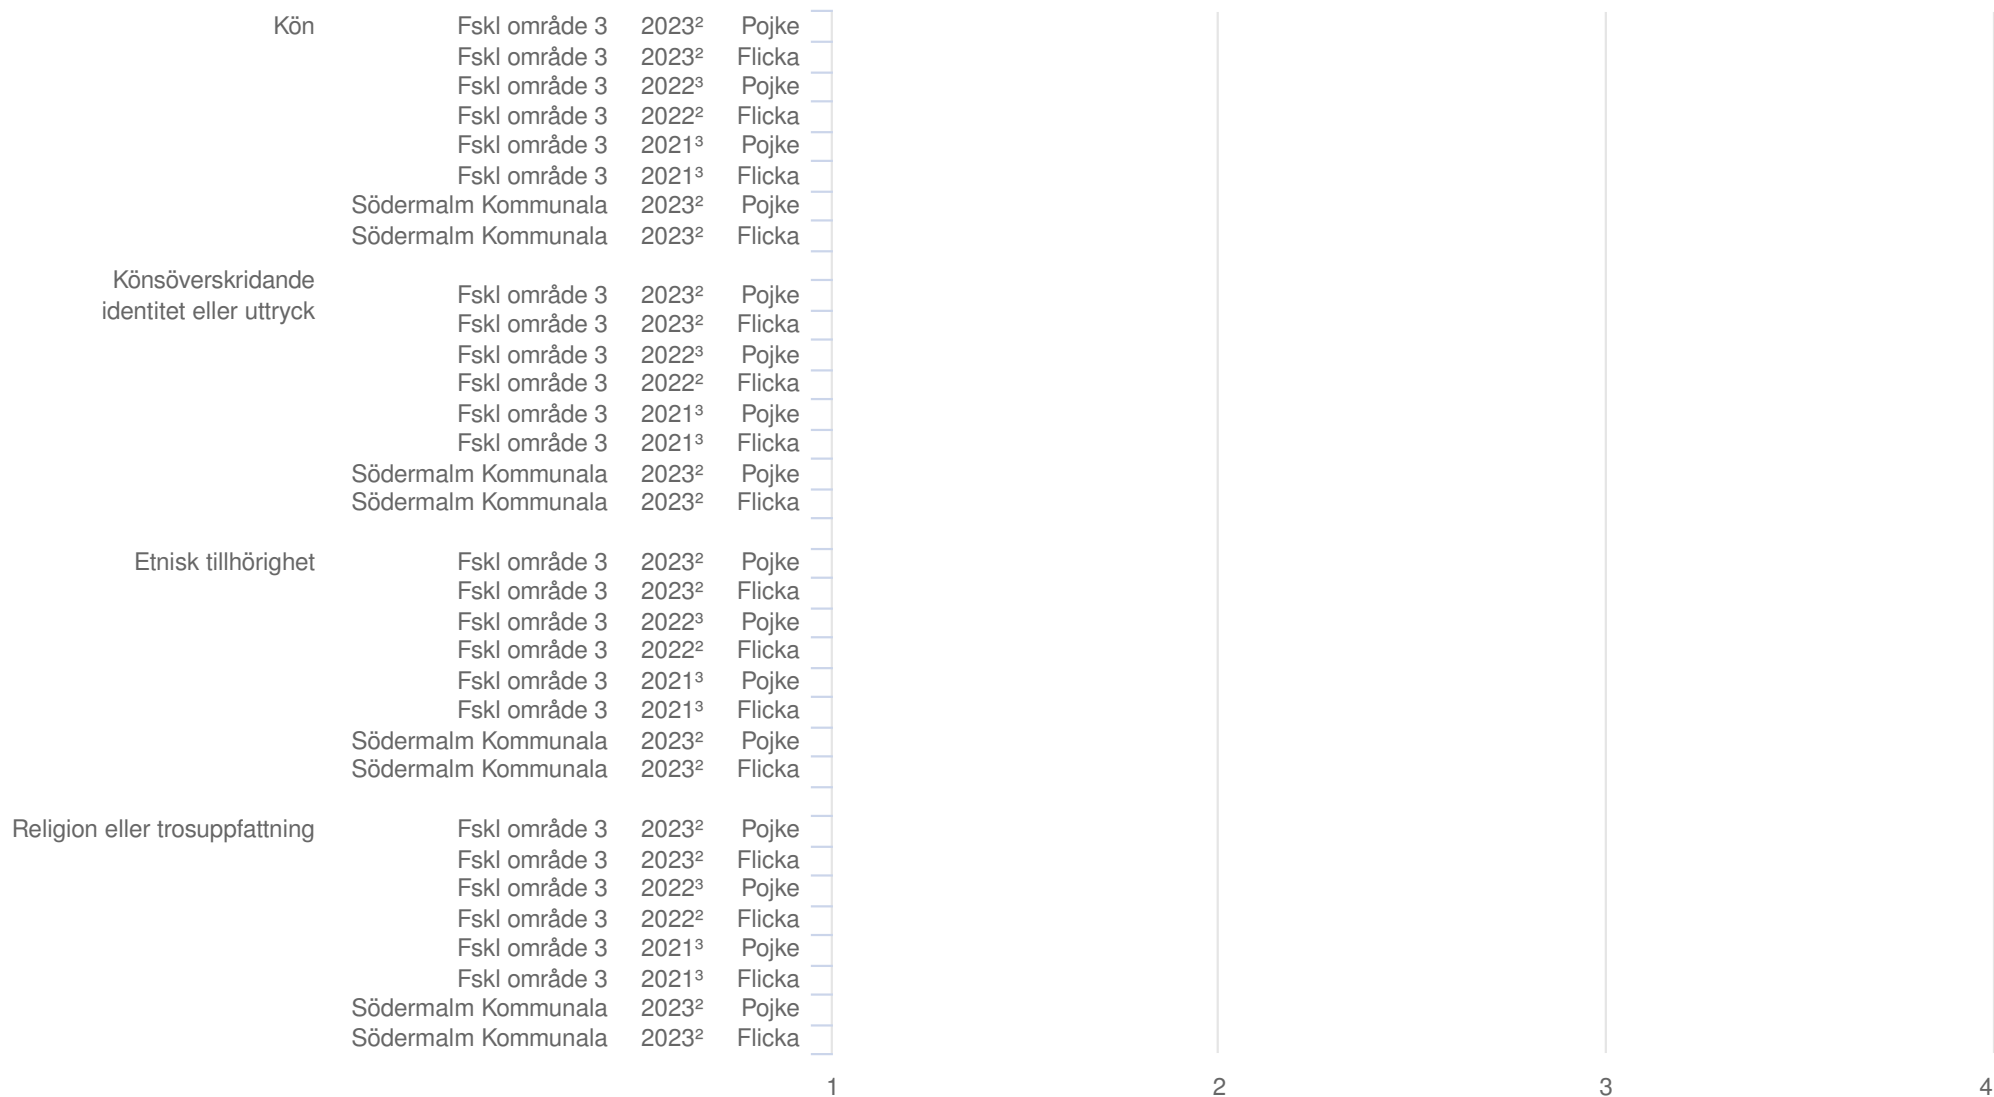 Kön Fskl område 3 2023² Pojke
Fskl område 3 2023² Flicka
Fskl område 3 2022³ Pojke
Fskl område 3 2022² Flicka
Fskl område 3 2021³ Pojke
Fskl område 3 2021³ Flicka
Södermalm Kommunala 2023² Pojke
Södermalm Kommunala 2023² Flicka
Könsöverskridande
identitet eller uttryck
Fskl område 3 2023² Pojke
Fskl område 3 2023² Flicka
Fskl område 3 2022³ Pojke
Fskl område 3 2022² Flicka
Fskl område 3 2021³ Pojke
Fskl område 3 2021³ Flicka
Södermalm Kommunala 2023² Pojke
Södermalm Kommunala 2023² Flicka
Etnisk tillhörighet Fskl område 3 2023² Pojke
Fskl område 3 2023² Flicka
Fskl område 3 2022³ Pojke
Fskl område 3 2022² Flicka
Fskl område 3 2021³ Pojke
Fskl område 3 2021³ Flicka
Södermalm Kommunala 2023² Pojke
Södermalm Kommunala 2023² Flicka
Religion eller trosuppfattning Fskl område 3 2023² Pojke
Fskl område 3 2023² Flicka
Fskl område 3 2022³ Pojke
Fskl område 3 2022² Flicka
Fskl område 3 2021³ Pojke
Fskl område 3 2021³ Flicka
Södermalm Kommunala 2023² Pojke
Södermalm Kommunala 2023² Flicka
1 2 3 4